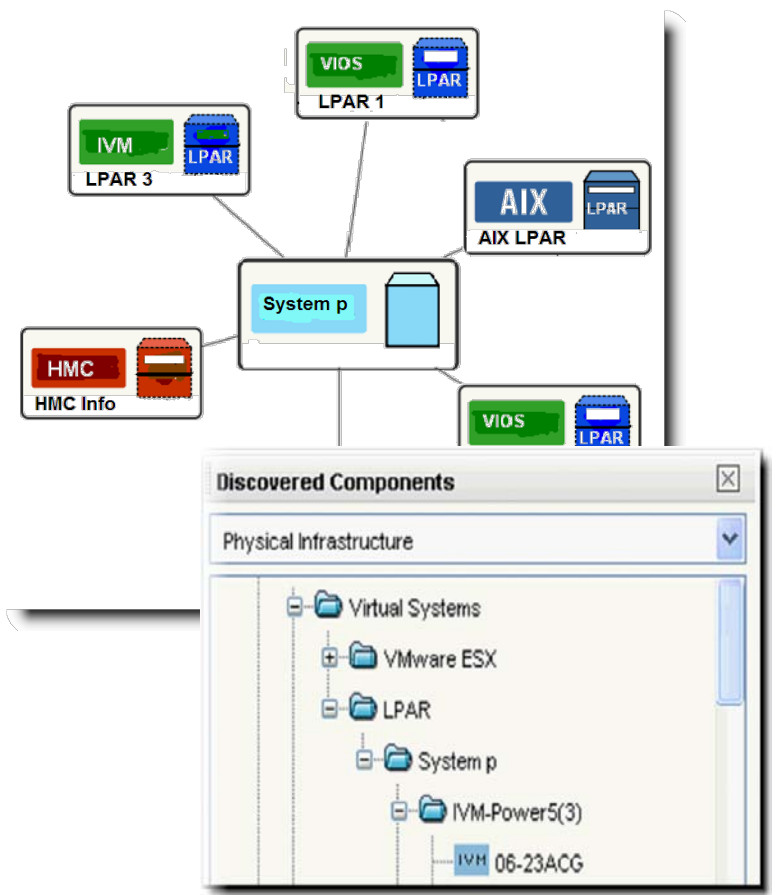 VIOS
LPAR
LPAR 1
IVM
LPAR
LPAR 3
AIX
LPAR
AIX LPAR
System p
HMC
HMC Info
VIOS
LPAR
Discovered Components
Physical Infrastructure
Virtual Systems
VMware ESX
LPAR
System p
IVM-Power5(3)
IVM 06-23ACG